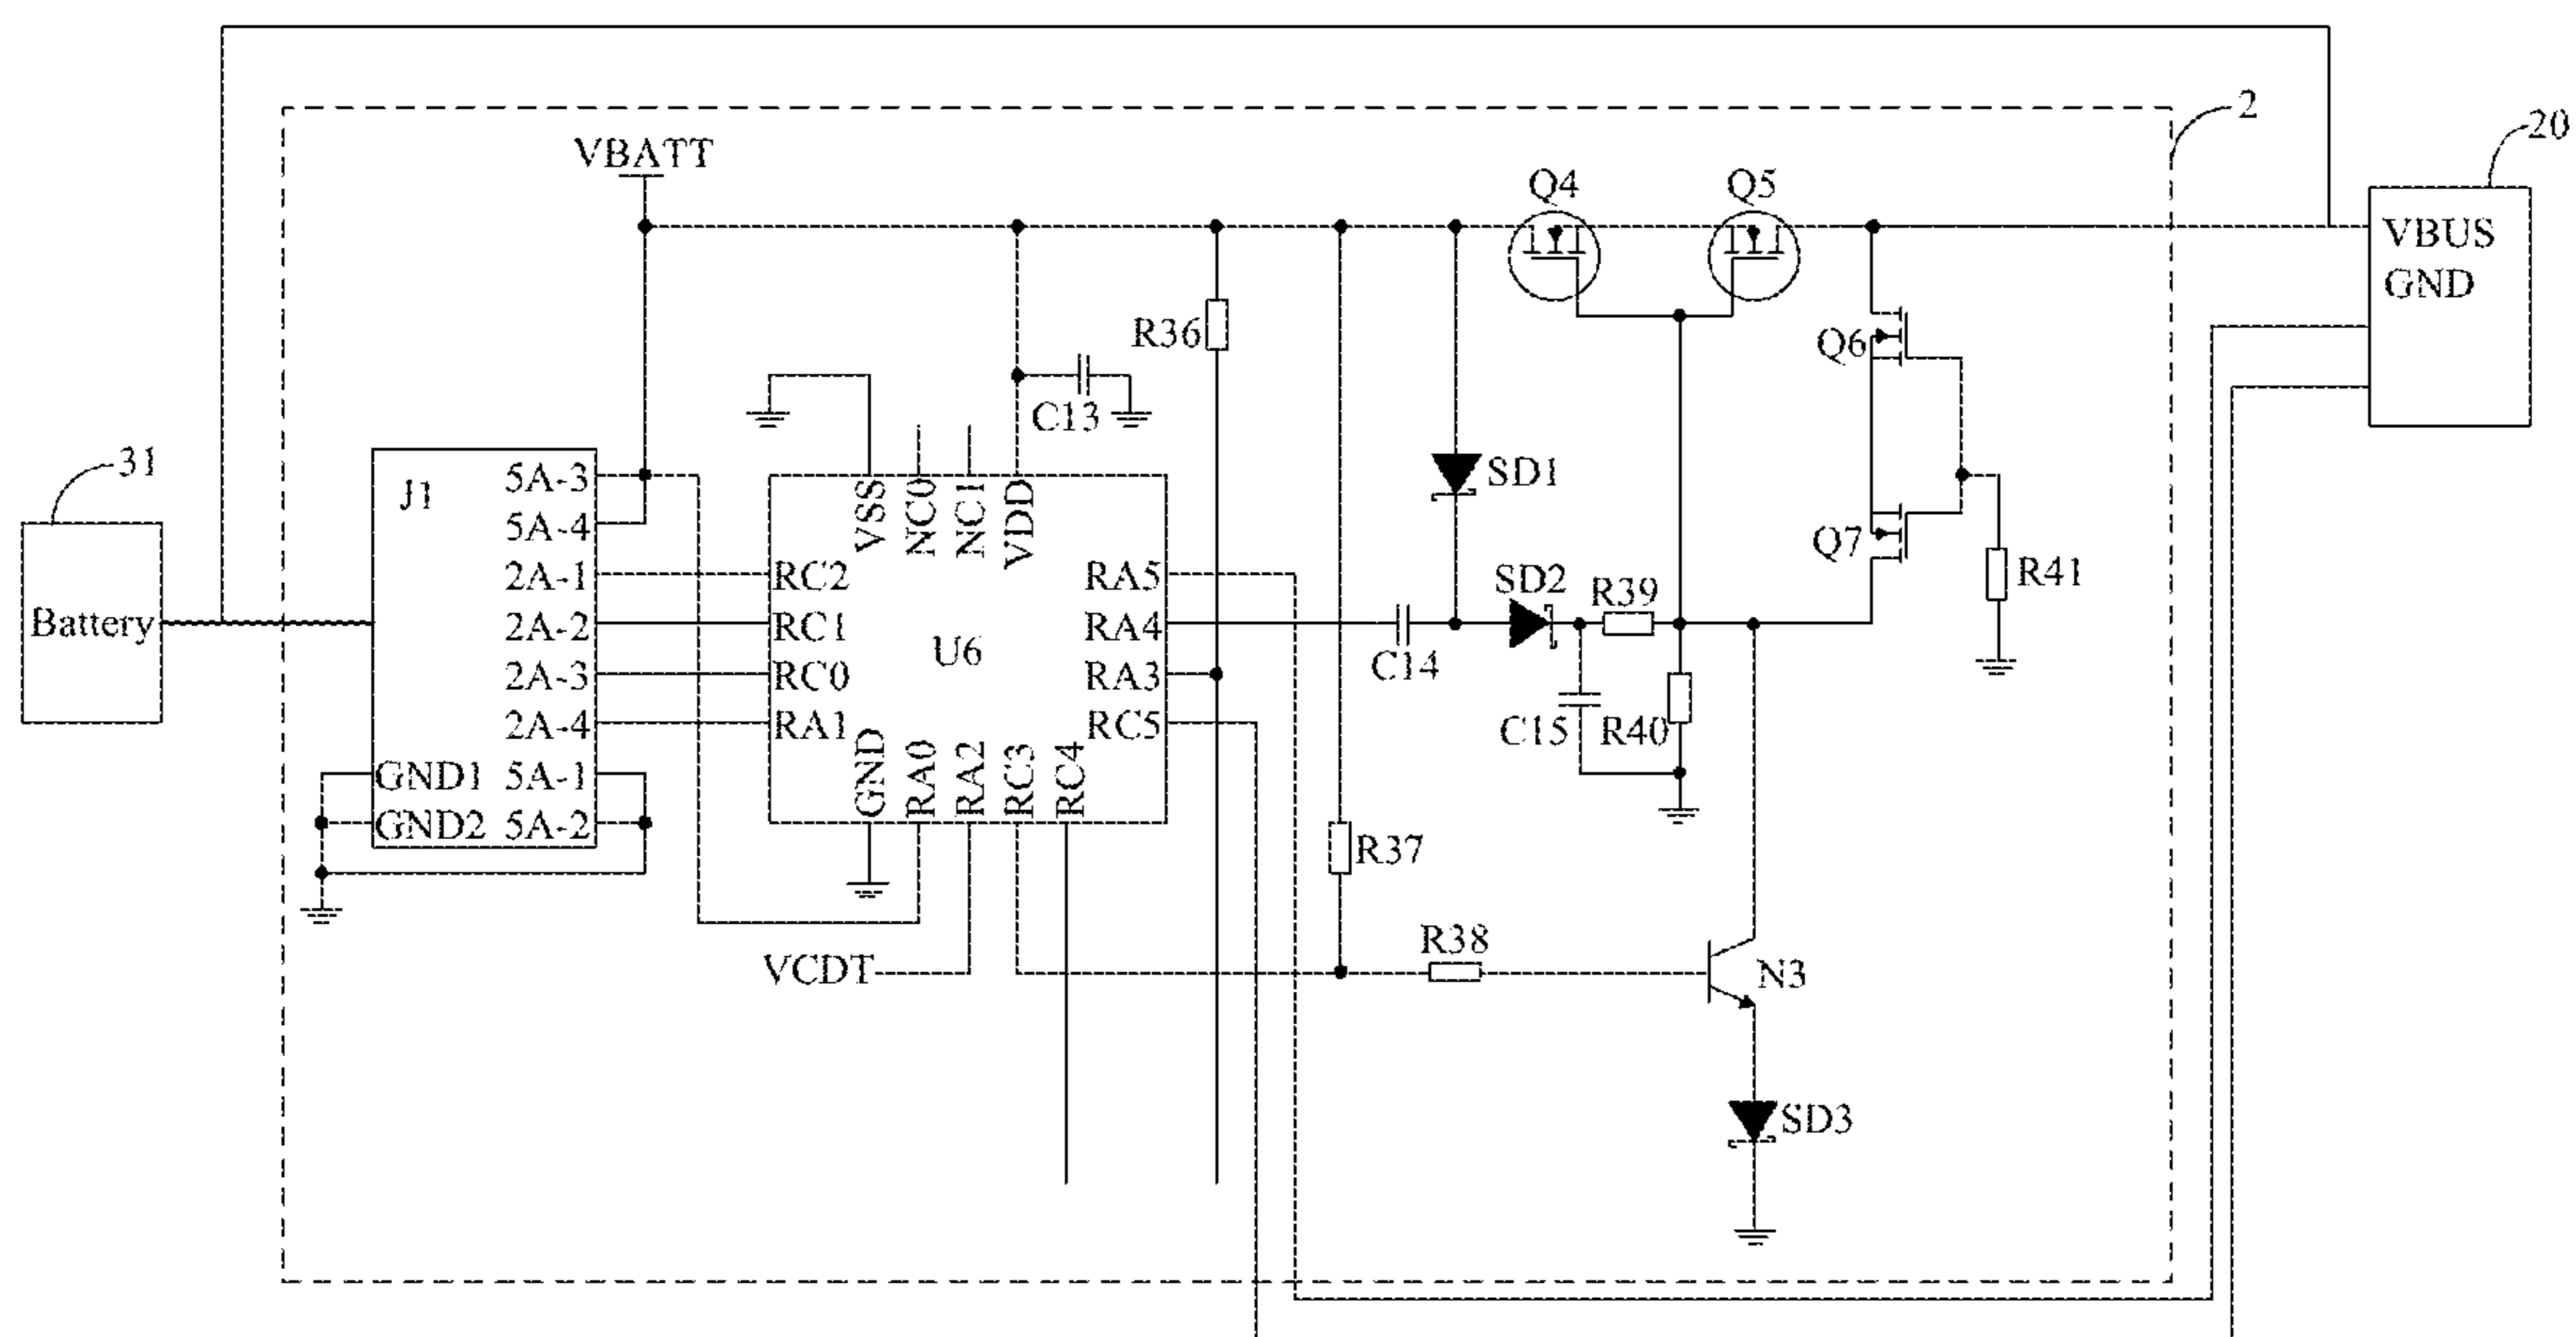 2
20
VBATT
Q4
Q5
VBUS
GND
R36
Q6
C13
31
J1
5A-3
5A-4
2A-1
2A-2
2A-3
2A-4
GND1
5A-1
GND2
5A-2
Battery
VSS
NC0
NC1
VDD
RC2
RC1
RC0
RA1
U6
RA5
RA4
RA3
RC5
GND
RA0
RA2
RC3
RC4
SD1
SD2
R39
Q7
R41
C14
C15
R40
R37
VCDT
R38
N3
SD3